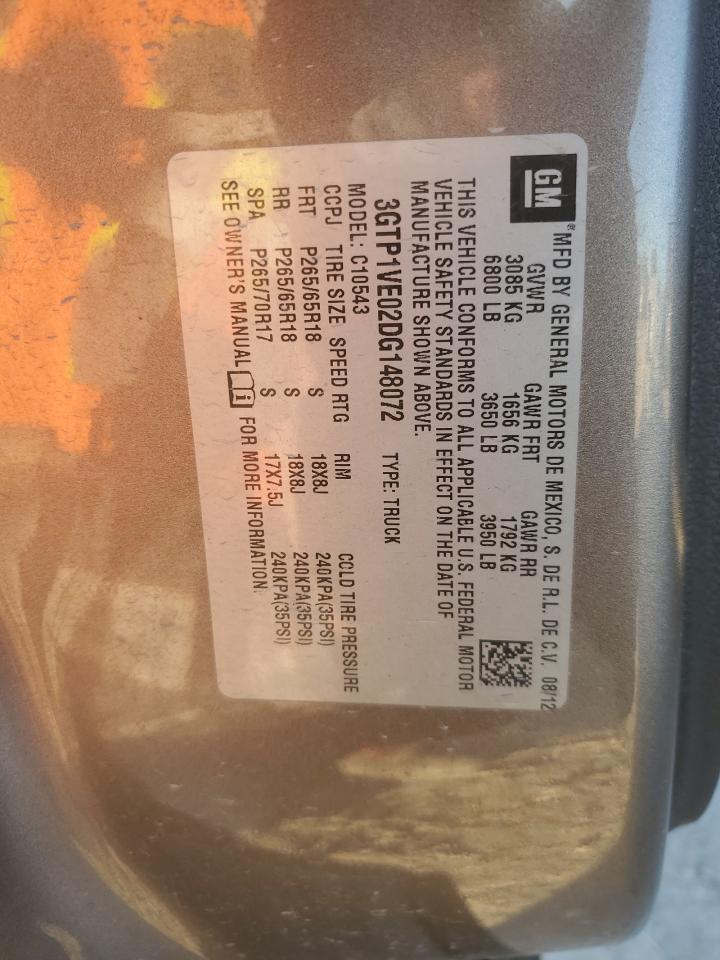 GM® MFD BY GENERAL MOTORS DE MEXICO, S. DE R.L. DE C.V. 08/12
GVWR GAWR FRT GAWR RR
3085 KG 1656 KG 1792 KG
6800 LB 3650 LB 3950 LB
THIS VEHICLE CONFORMS TO ALL APPLICABLE U.S. FEDERAL MOTOR
VEHICLE SAFETY STANDARDS IN EFFECT ON THE DATE OF
MANUFACTURE SHOWN ABOVE.
3GTP1VE02DG148072 TYPE: TRUCK
MODEL: C10543
CCPJ TIRE SIZE SPEED RTG RIM COLD TIRE PRESSURE
FRT P265/65R18 S 18X8J 240KPA(35PSI)
RR P265/65R18 S 18X8J 240KPA(35PSI)
SPA P265/70R17 S 17X7.5J 240KPA(35PSI)
SEE OWNER'S MANUAL i FOR MORE INFORMATION.